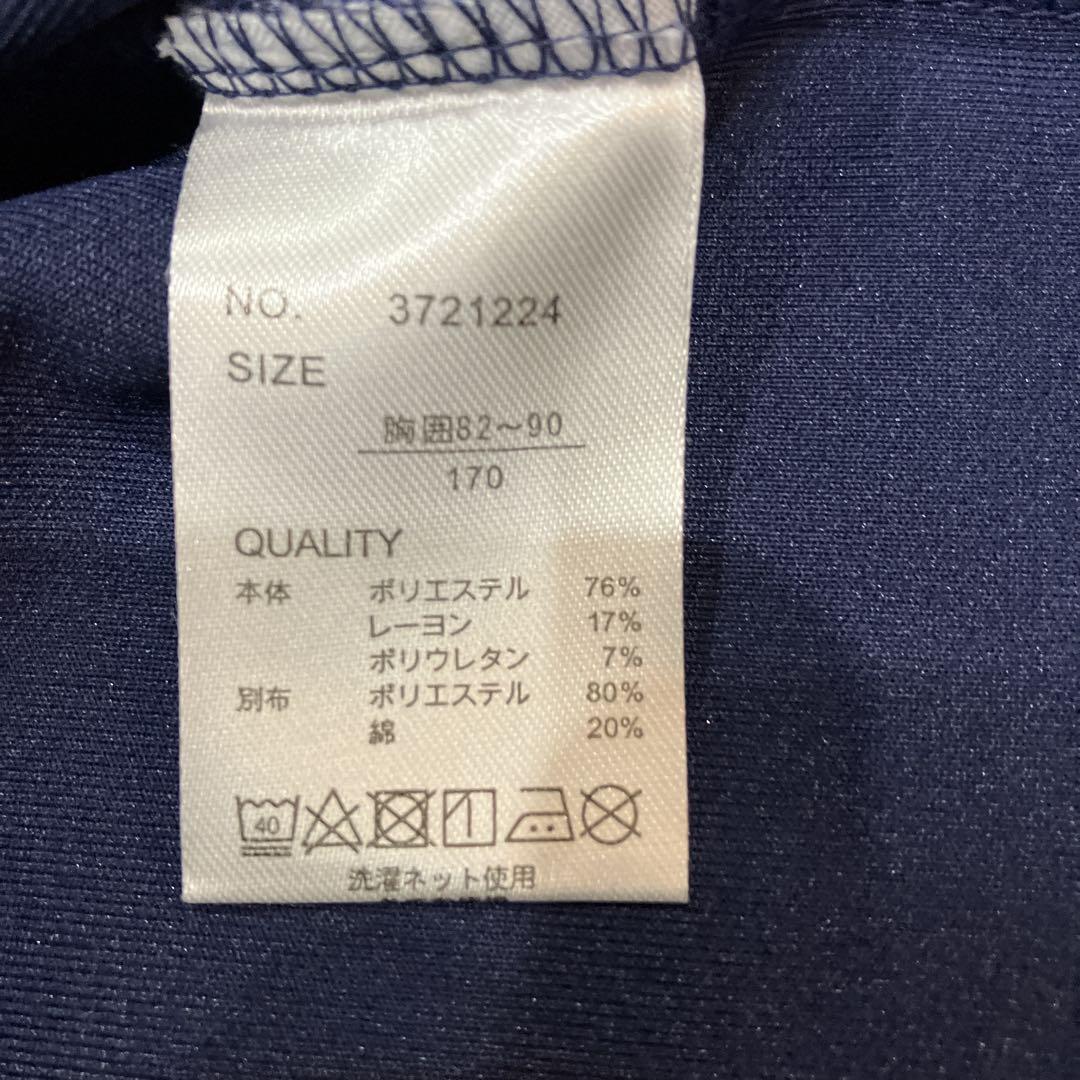 NO. 3721224
SIZE
胸囲82～90
170
QUALITY
本体 ポリエステル 76%
レーヨン 17%
ポリウレタン 7%
別布 ポリエステル 80%
綿 20%
40
洗濯ネット使用